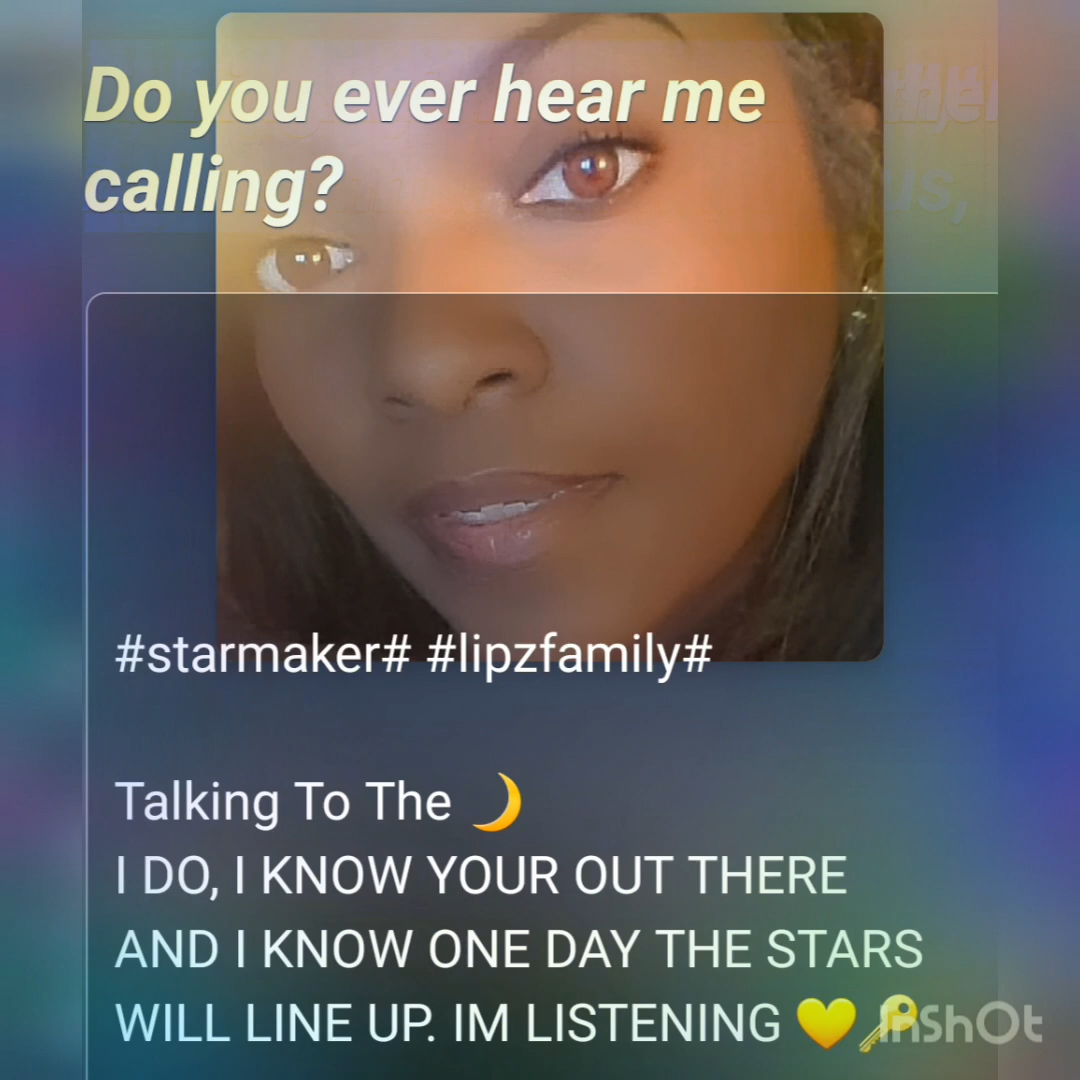 Do you ever hear me
calling?
us,
#starmaker# #lipzfamily#
Talking To The 🌙
I DO, I KNOW YOUR OUT THERE
AND I KNOW ONE DAY THE STARS
WILL LINE UP. IM LISTENING 💛 🔑
InShOt